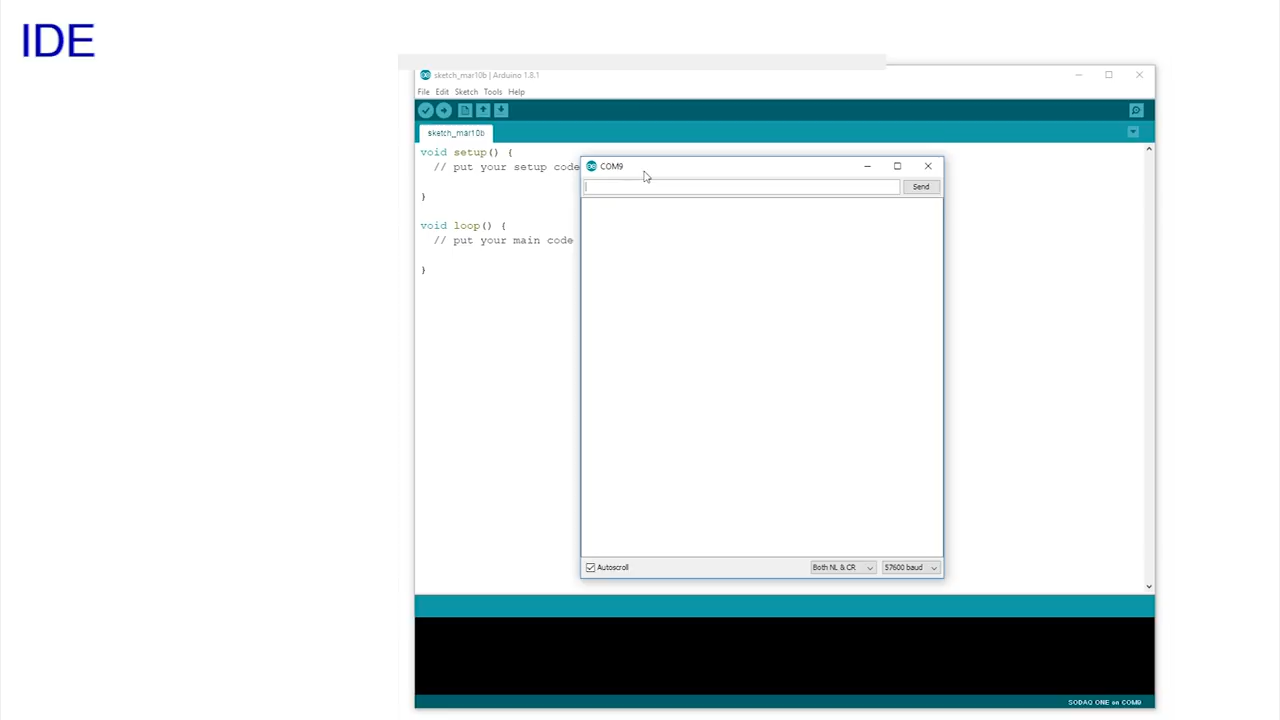 IDE
sketch_mar10b | Arduino 1.8.1
File Edit Sketch Tools Help
sketch_mar10b
void setup() {
// put your setup code
}
void loop() {
// put your main code
}
COM9
Send
Autoscroll
Both NL & CR
57600 baud
SODAQ ONE on COM9